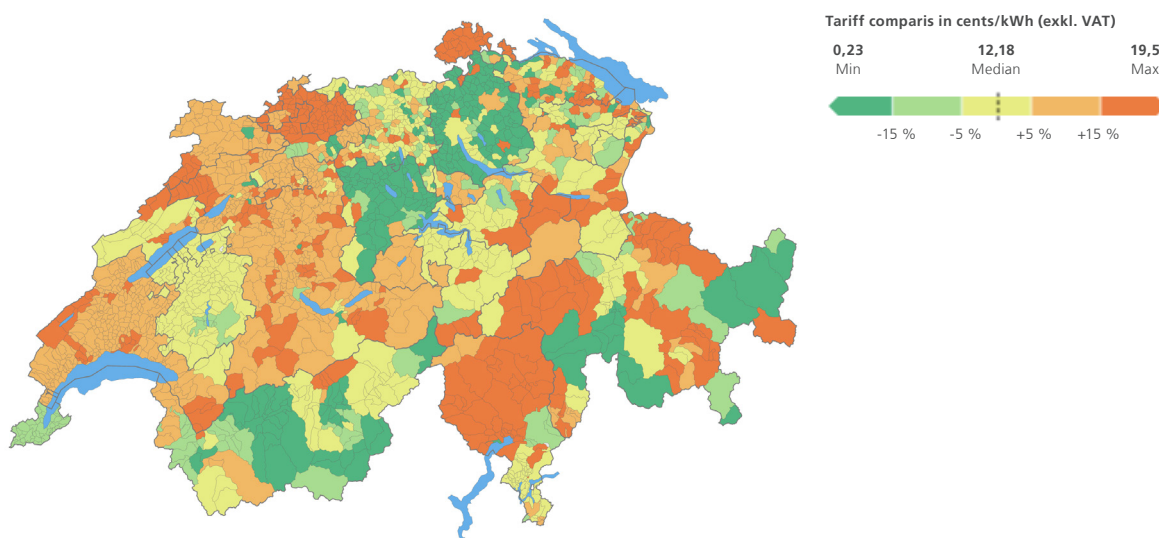 Tariff comparis in cents/kWh (exkl. VAT)
0,23 12,18 19,5
Min Median Max
-15 % -5 % +5 % +15 %